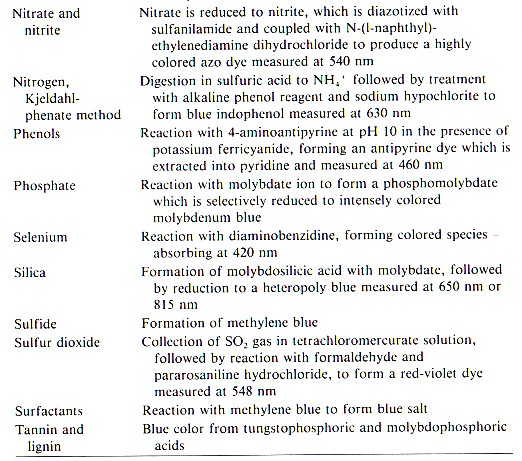 Nitrate and nitrite
Nitrate is reduced to nitrite, which is diazotized with
sulfanilamide and coupled with N-(l-naphthyl)-
ethylenediamine dihydrochloride to produce a highly
colored azo dye measured at 540 nm
Nitrogen, Kjeldahl-phenate method
Digestion in sulfuric acid to NH₄⁺ followed by treatment
with alkaline phenol reagent and sodium hypochlorite to
form blue indophenol measured at 630 nm
Phenols
Reaction with 4-aminoantipyrine at pH 10 in the presence of
potassium ferricyanide, forming an antipyrine dye which is
extracted into pyridine and measured at 460 nm
Phosphate
Reaction with molybdate ion to form a phosphomolybdate
which is selectively reduced to intensely colored
molybdenum blue
Selenium
Reaction with diaminobenzidine, forming colored species –
absorbing at 420 nm
Silica
Formation of molybdosilicic acid with molybdate, followed
by reduction to a heteropoly blue measured at 650 nm or
815 nm
Sulfide
Formation of methylene blue
Sulfur dioxide
Collection of SO₂ gas in tetrachloromercurate solution,
followed by reaction with formaldehyde and
pararosaniline hydrochloride, to form a red-violet dye
measured at 548 nm
Surfactants
Reaction with methylene blue to form blue salt
Tannin and lignin
Blue color from tungstophosphoric and molybdophosphoric
acids